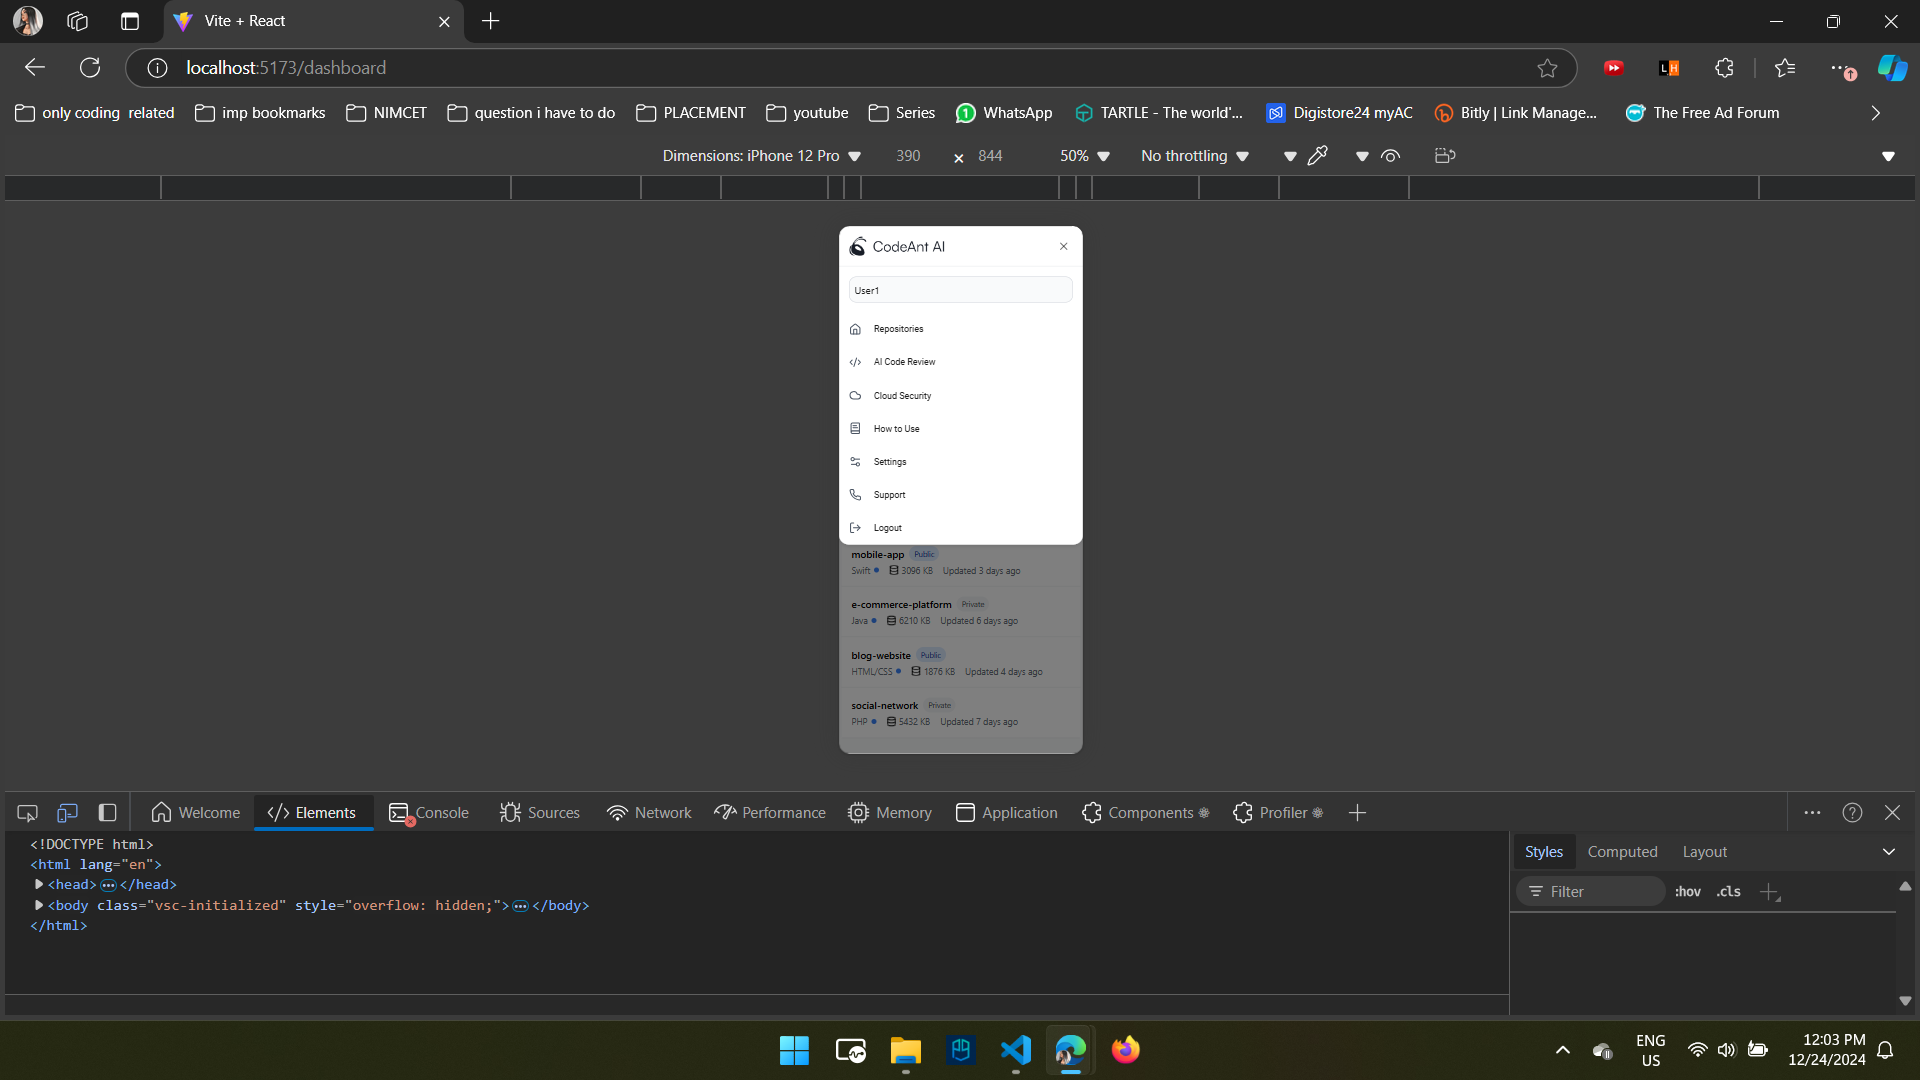 Vite + React
localhost:5173/dashboard
only coding related
imp bookmarks
NIMCET
question i have to do
PLACEMENT
youtube
Series
1
WhatsApp
TARTLE - The world'...
Digistore24 myAC
Bitly | Link Manage...
The Free Ad Forum
Dimensions: iPhone 12 Pro
390
×
844
50%
No throttling
CodeAnt AI
User1
Repositories
AI Code Review
Cloud Security
How to Use
Settings
Support
Logout
mobile-app Public
Swift 3096 KB Updated 3 days ago
e-commerce-platform Private
Java 6210 KB Updated 6 days ago
blog-website Public
HTML/CSS 1876 KB Updated 4 days ago
social-network Private
PHP 5432 KB Updated 7 days ago
Welcome
</> Elements
Console
Sources
Network
Performance
Memory
Application
Components
Profiler
<!DOCTYPE html>
<html lang="en">
<head> ... </head>
<body class="vsc-initialized" style="overflow: hidden;"> ... </body>
</html>
Styles
Computed
Layout
Filter
:hov
.cls
ENG
US
12:03 PM
12/24/2024